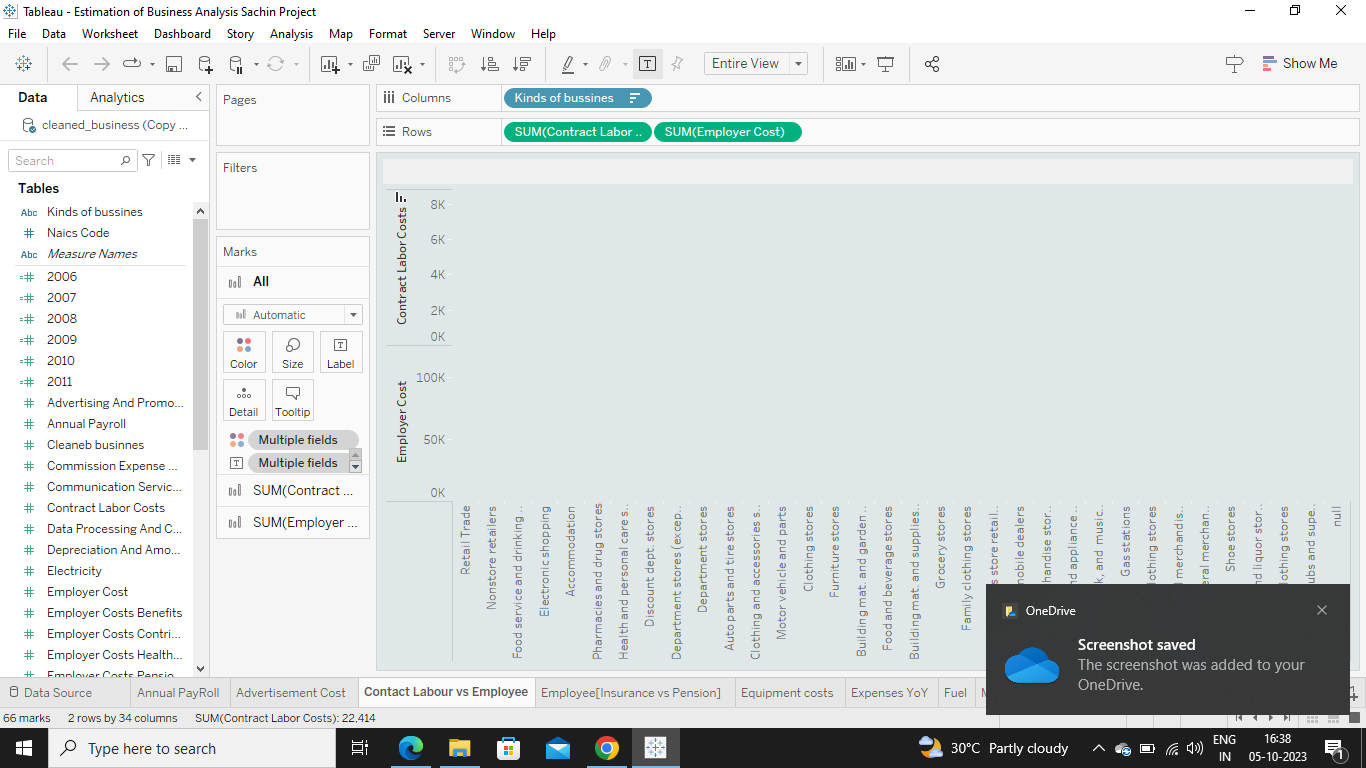 Tableau - Estimation of Business Analysis Sachin Project
File Data Worksheet Dashboard Story Analysis Map Format Server Window Help
Entire View
Show Me
Data Analytics
cleaned_business (Copy ...
Search
Tables
Abc Kinds of bussines
# Naics Code
Abc Measure Names
=# 2006
=# 2007
=# 2008
=# 2009
=# 2010
=# 2011
# Advertising And Promo...
# Annual Payroll
# Cleaneb businnes
# Commission Expense ...
# Communication Servic...
# Contract Labor Costs
# Data Processing And C...
# Depreciation And Amo...
# Electricity
# Employer Cost
# Employer Costs Benefits
# Employer Costs Contri...
# Employer Costs Health...
# Employer Costs Pensio...
Pages
Filters
Marks
All
Automatic
Color Size Label
Detail Tooltip
Multiple fields
Multiple fields
SUM(Contract ...
SUM(Employer ...
Columns Kinds of bussines
Rows SUM(Contract Labor .. SUM(Employer Cost)
Contract Labor Costs
8K
6K
4K
2K
0K
Employer Cost
100K
50K
0K
Retail Trade
Nonstore retailers
Food service and drinking ..
Electronic shopping
Accommodation
Pharmacies and drug stores
Health and personal care s..
Discount dept. stores
Department stores (excep..
Department stores
Auto parts and tire stores
Clothing and accessories s..
Motor vehicle and parts
Clothing stores
Furniture stores
Building mat. and garden ..
Food and beverage stores
Building mat. and supplies..
Grocery stores
Family clothing stores
s store retail..
mobile dealers
handise stor..
nd appliance ..
k, and music..
Gas stations
lothing stores
l merchandis..
eral merchan..
Shoe stores
nd liquor stor..
lothing stores
ubs and supe..
null
OneDrive
Screenshot saved
The screenshot was added to your
OneDrive.
Data Source Annual PayRoll Advertisement Cost Contact Labour vs Employee Employee[Insurance vs Pension] Equipment costs Expenses YoY Fuel
66 marks 2 rows by 34 columns SUM(Contract Labor Costs): 22,414
Type here to search
30°C Partly cloudy
ENG
IN
16:38
05-10-2023
1